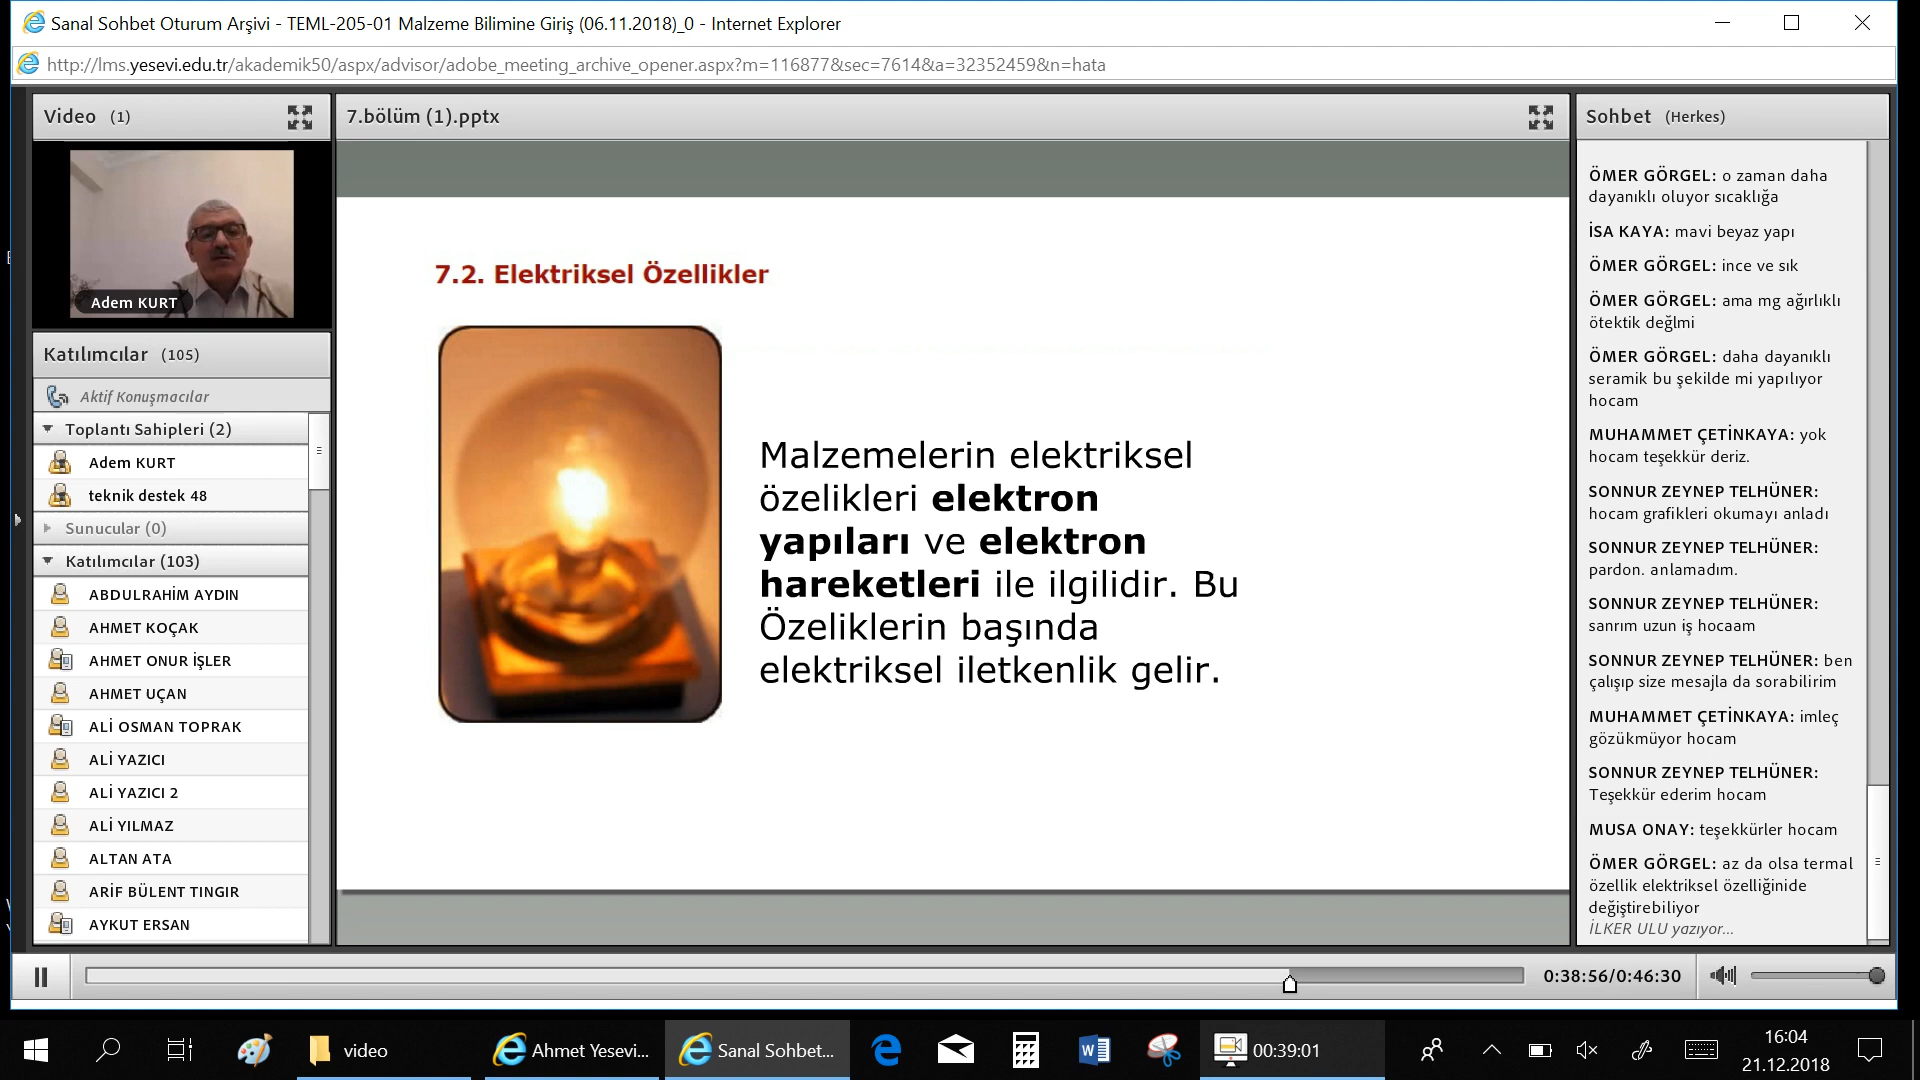 Sanal Sohbet Oturum Arşivi - TEML-205-01 Malzeme Bilimine Giriş (06.11.2018)_0 - Internet Explorer
http://lms.yesevi.edu.tr/akademik50/aspx/advisor/adobe_meeting_archive_opener.aspx?m=116877&sec=7614&a=32352459&n=hata
Video (1)
Adem KURT
Katılımcılar (105)
Aktif Konuşmacılar
Toplantı Sahipleri (2)
Adem KURT
teknik destek 48
Sunucular (0)
Katılımcılar (103)
ABDULRAHİM AYDIN
AHMET KOÇAK
AHMET ONUR İŞLER
AHMET UÇAN
ALİ OSMAN TOPRAK
ALİ YAZICI
ALİ YAZICI 2
ALİ YILMAZ
ALTAN ATA
ARİF BÜLENT TINGIR
AYKUT ERSAN
7.bölüm (1).pptx
7.2. Elektriksel Özellikler
Malzemelerin elektriksel
özelikleri elektron
yapıları ve elektron
hareketleri ile ilgilidir. Bu
Özeliklerin başında
elektriksel iletkenlik gelir.
Sohbet (Herkes)
ÖMER GÖRGEL: o zaman daha
dayanıklı oluyor sıcaklığa
İSA KAYA: mavi beyaz yapı
ÖMER GÖRGEL: ince ve sık
ÖMER GÖRGEL: ama mg ağırlıklı
ötektik değlmi
ÖMER GÖRGEL: daha dayanıklı
seramik bu şekilde mi yapılıyor
hocam
MUHAMMET ÇETİNKAYA: yok
hocam teşekkür deriz.
SONNUR ZEYNEP TELHÜNER:
hocam grafikleri okumayı anladı
SONNUR ZEYNEP TELHÜNER:
pardon. anlamadım.
SONNUR ZEYNEP TELHÜNER:
sanrım uzun iş hocaam
SONNUR ZEYNEP TELHÜNER: ben
çalışıp size mesajla da sorabilirim
MUHAMMET ÇETİNKAYA: imleç
gözükmüyor hocam
SONNUR ZEYNEP TELHÜNER:
Teşekkür ederim hocam
MUSA ONAY: teşekkürler hocam
ÖMER GÖRGEL: az da olsa termal
özellik elektriksel özelliğinide
değiştirebiliyor
İLKER ULU yazıyor...
0:38:56/0:46:30
video
Ahmet Yesevi...
Sanal Sohbet...
00:39:01
16:04
21.12.2018